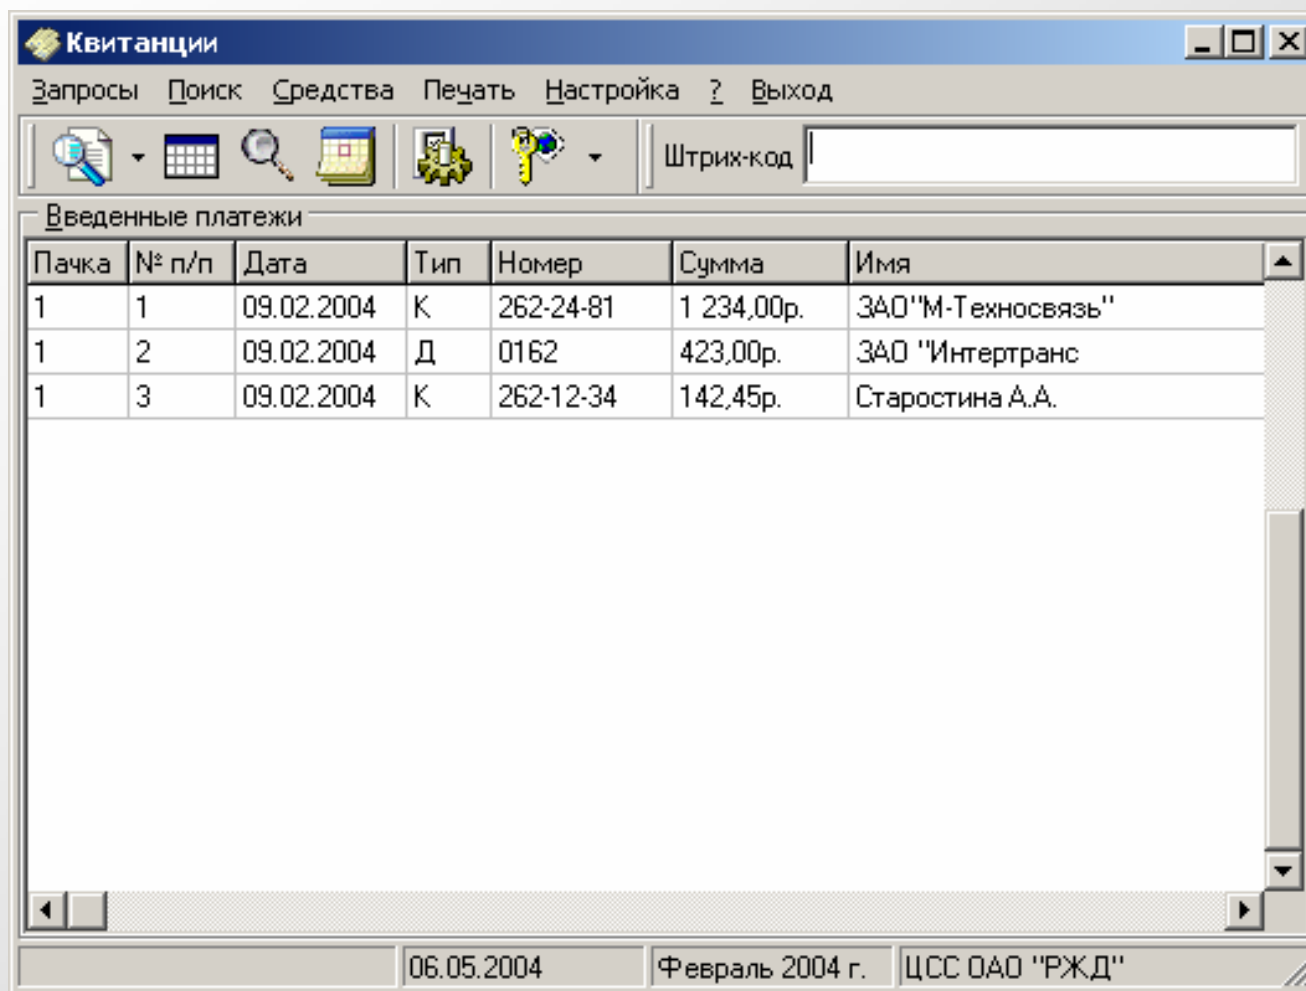 Квитанции
Запросы Поиск Средства Печать Настройка ? Выход
Штрих-код
Введенные платежи
Пачка № п/п Дата Тип Номер Сумма Имя
1 1 09.02.2004 К 262-24-81 1 234,00р. ЗАО"М-Техносвязь"
1 2 09.02.2004 Д 0162 423,00р. ЗАО "Интертранс
1 3 09.02.2004 К 262-12-34 142,45р. Старостина А.А.
06.05.2004 Февраль 2004 г. ЦСС ОАО "РЖД"